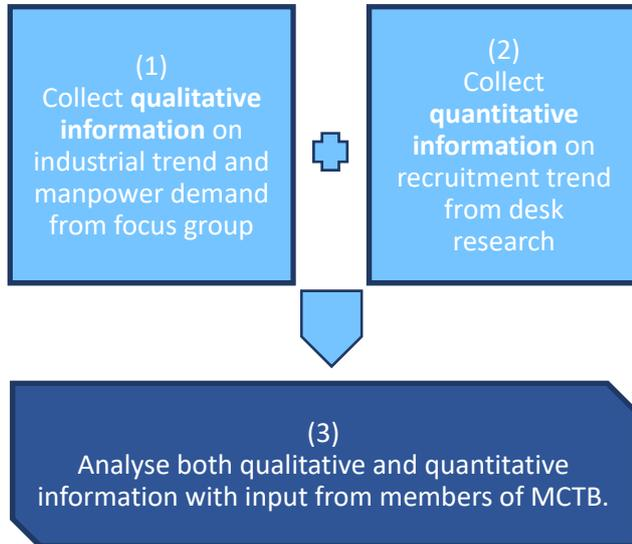 (1)
Collect qualitative
information on
industrial trend and
manpower demand
from focus group
(2)
Collect
quantitative
information on
recruitment trend
from desk
research
(3)
Analyse both qualitative and quantitative
information with input from members of MCTB.